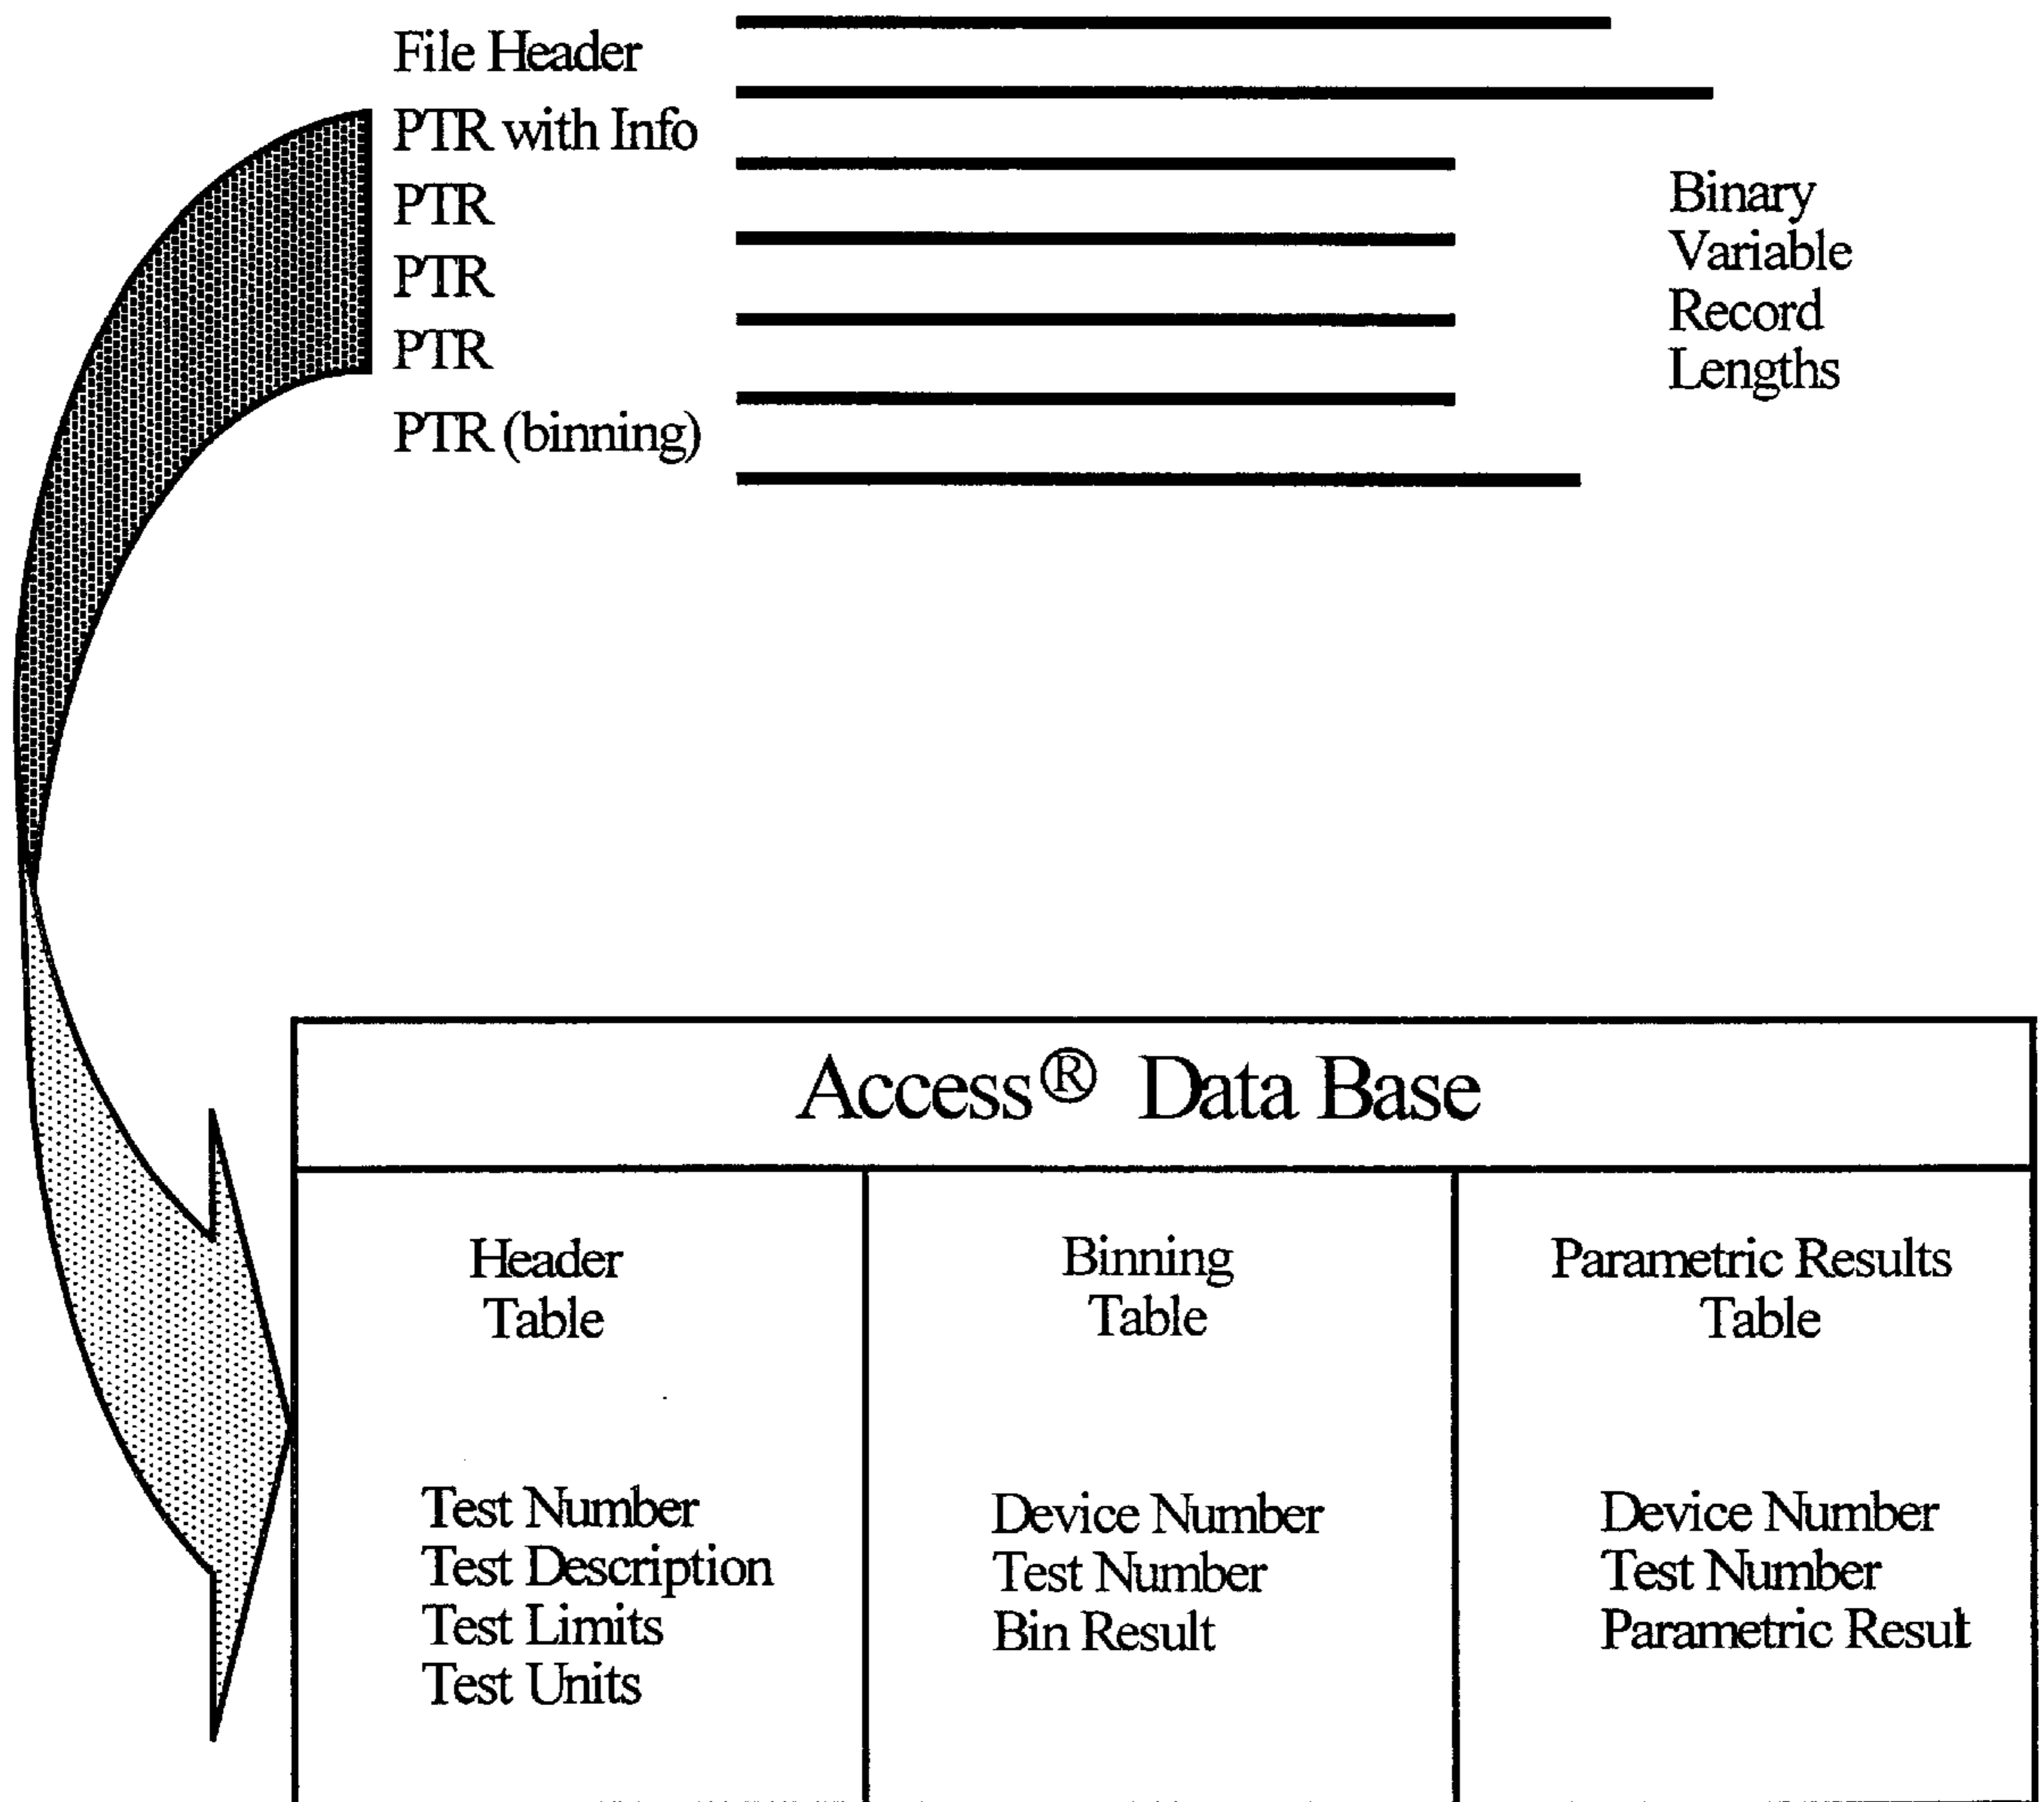 File Header
PTR with Info
PTR
PTR
PTR
PTR (binning)
Binary
Variable
Record
Lengths
Access® Data Base
Header
Table
Test Number
Test Description
Test Limits
Test Units
Binning
Table
Device Number
Test Number
Bin Result
Parametric Results
Table
Device Number
Test Number
Parametric Result